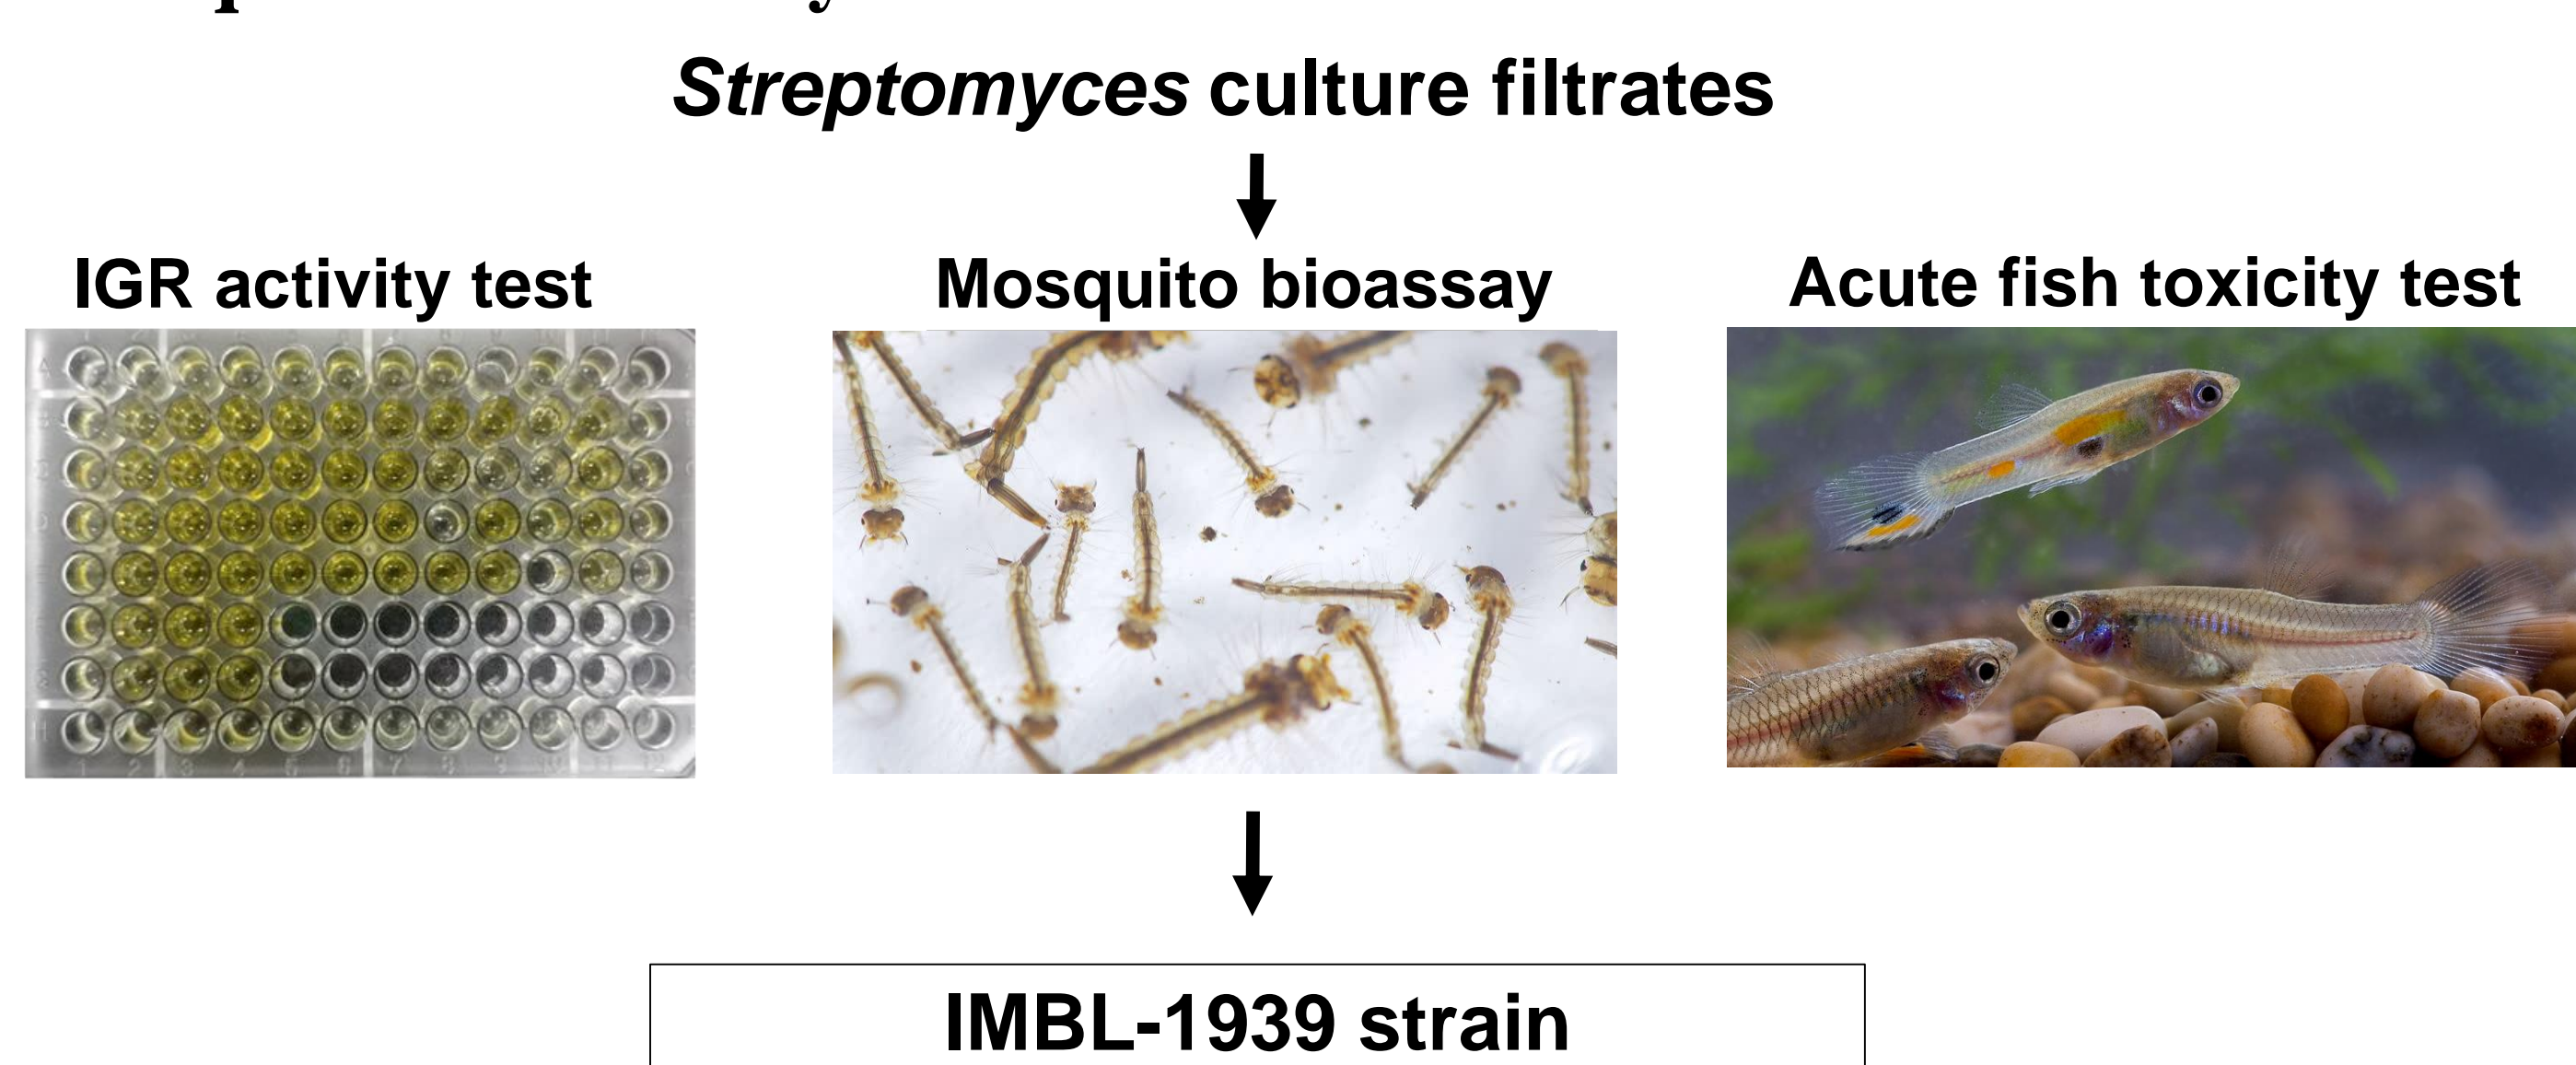 Streptomyces culture filtrates
IGR activity test
Mosquito bioassay
Acute fish toxicity test
IMBL-1939 strain